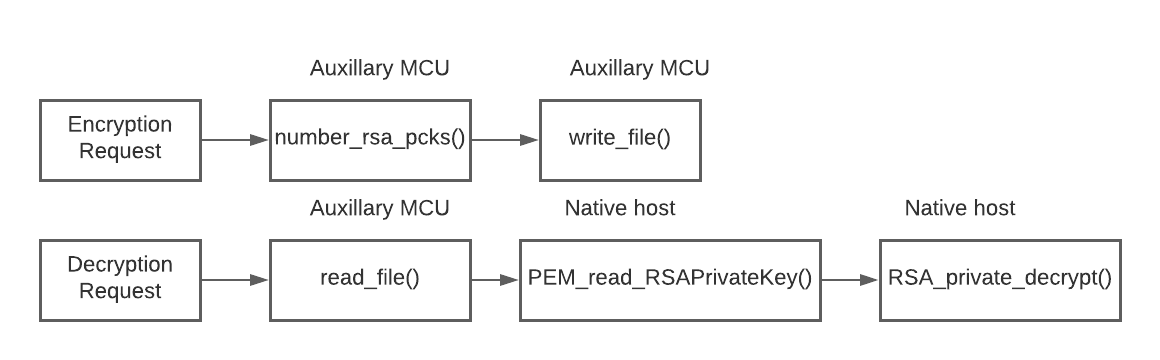 Auxillary MCU
Auxillary MCU
Encryption
Request
number_rsa_pcks()
write_file()
Auxillary MCU
Native host
Native host
Decryption
Request
read_file()
PEM_read_RSAPrivateKey()
RSA_private_decrypt()